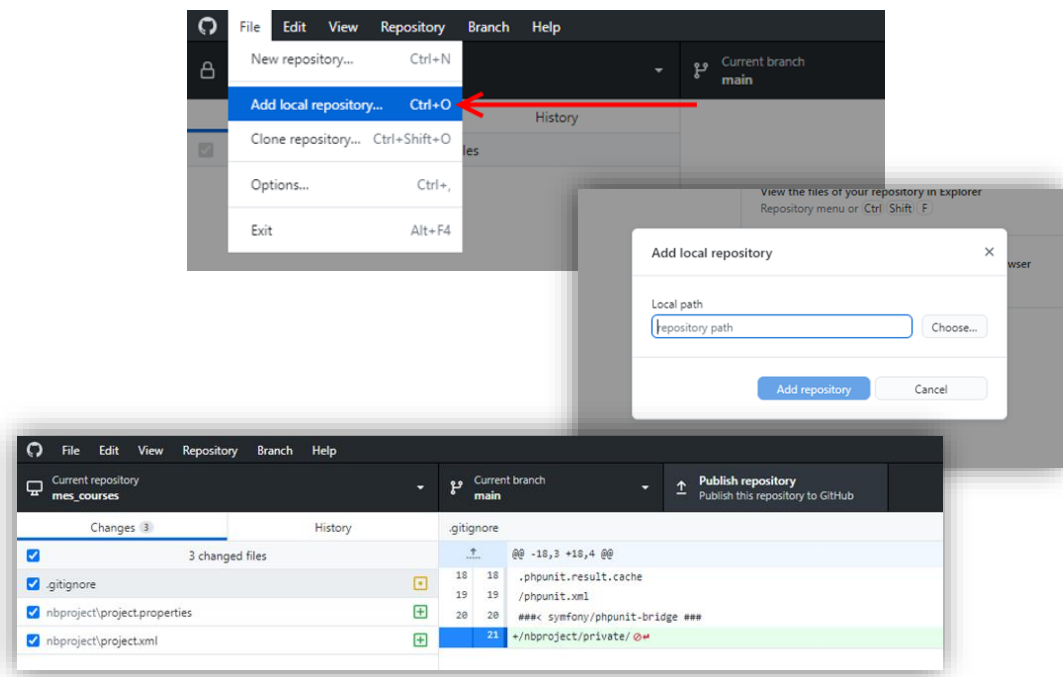 File Edit View Repository Branch Help
New repository... Ctrl+N
Current branch
main
Add local repository... Ctrl+O
History
Clone repository... Ctrl+Shift+O
les
Options... Ctrl+,
Exit Alt+F4
View the files of your repository in Explorer
Repository menu or Ctrl Shift F
Add local repository
wser
Local path
repository path
Choose...
Add repository Cancel
File Edit View Repository Branch Help
Current repository
mes_courses
Current branch
main
Publish repository
Publish this repository to GitHub
Changes 3 History
.gitignore
3 changed files
@@ -18,3 +18,4 @@
.gitignore
18 18 .phpunit.result.cache
19 19 /phpunit.xml
nbproject\project.properties
20 20 ###< symfony/phpunit-bridge ###
nbproject\project.xml
21 +/nbproject/private/